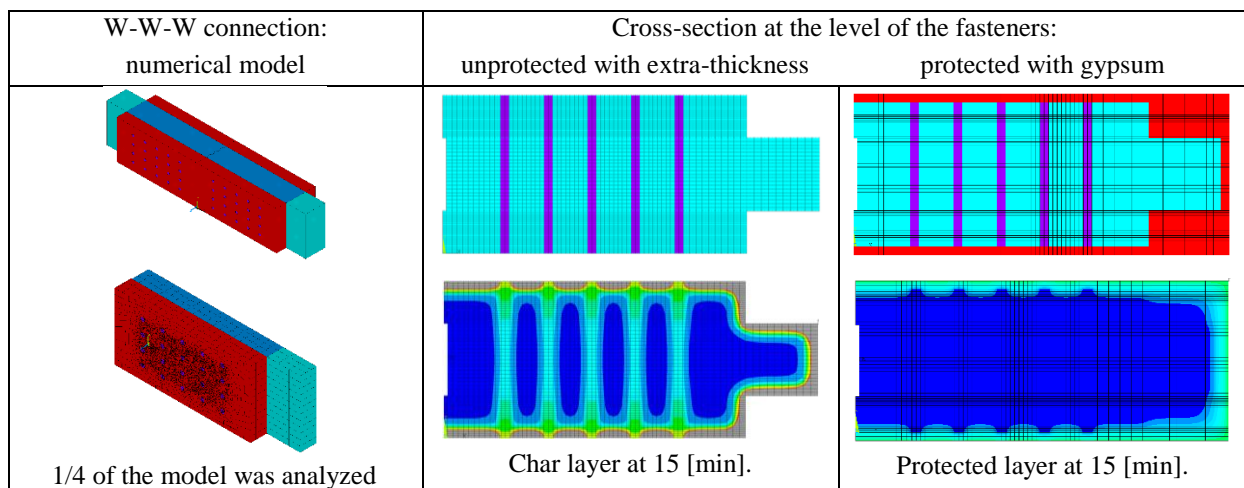 W-W-W connection:
numerical model
Cross-section at the level of the fasteners:
unprotected with extra-thickness
protected with gypsum
1/4 of the model was analyzed
Char layer at 15 [min].
Protected layer at 15 [min].